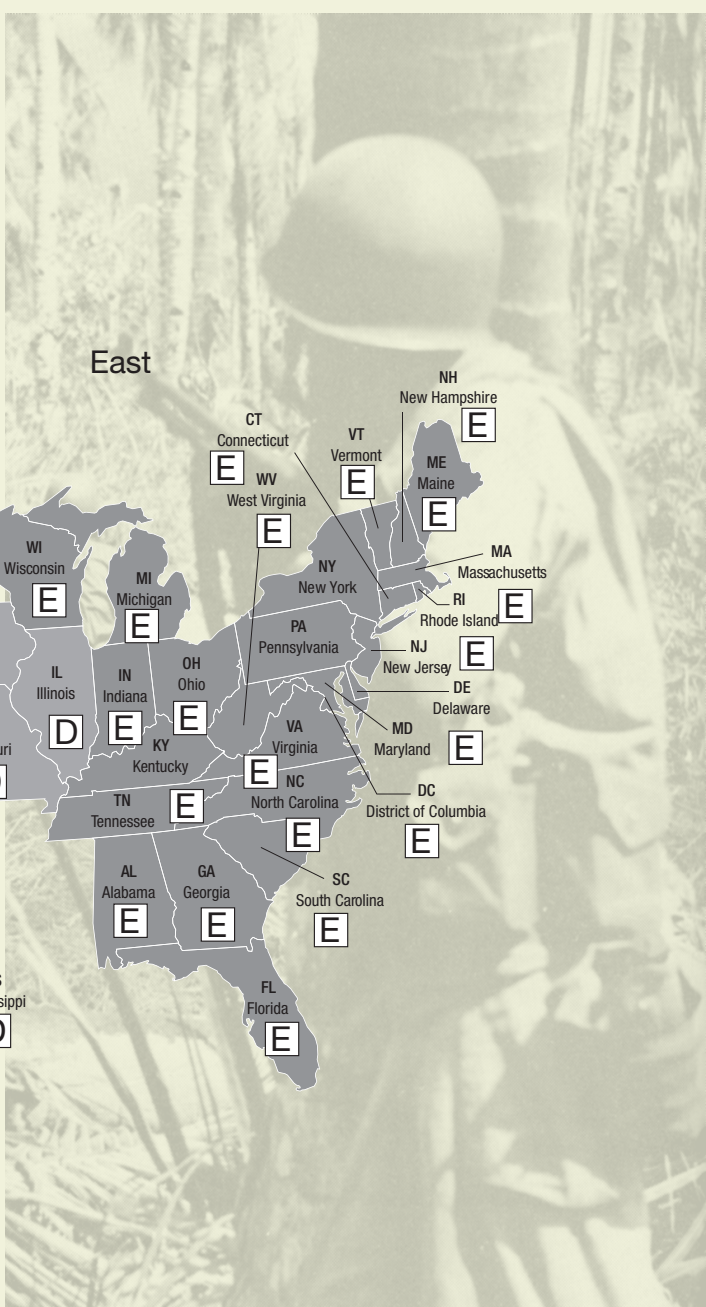 East
NH
New Hampshire
E
CT
Connecticut
E
VT
Vermont
E
ME
Maine
E
WV
West Virginia
E
WI
Wisconsin
E
MI
Michigan
E
NY
New York
MA
Massachusetts
RI
Rhode Island
E
PA
Pennsylvania
NJ
New Jersey
E
OH
Ohio
E
IL
Illinois
D
IN
Indiana
E
DE
Delaware
MD
Maryland
E
VA
Virginia
E
KY
Kentucky
NC
North Carolina
E
DC
District of Columbia
E
TN
Tennessee
E
SC
South Carolina
E
AL
Alabama
E
GA
Georgia
E
FL
Florida
E